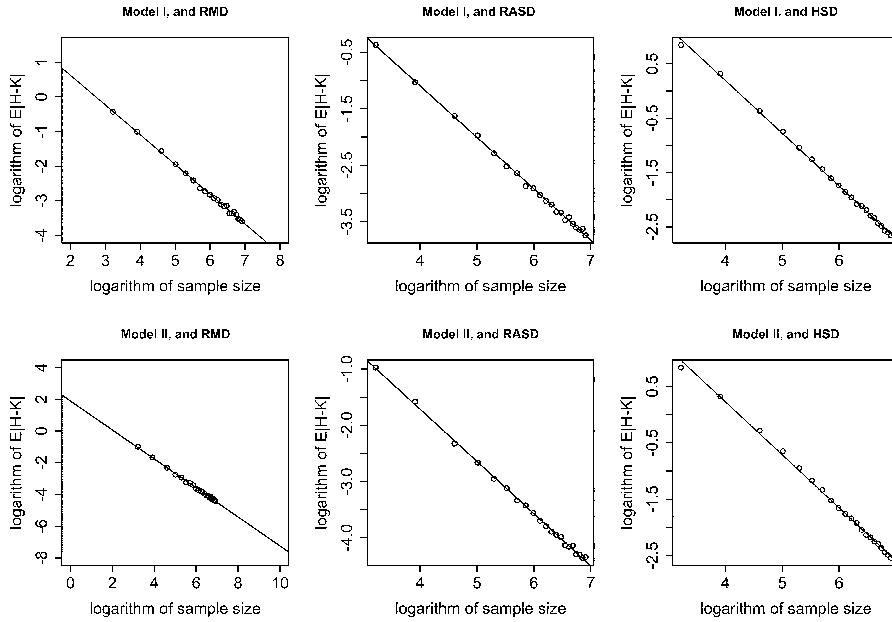 Model I, and RMD
Model I, and RASD
Model I, and HSD
logarithm of E|H-K|
1
0
-1
-2
-3
-4
2 3 4 5 6 7 8
logarithm of sample size
logarithm of E|H-K|
-0.5
-1.5
-2.5
-3.5
4 5 6 7
logarithm of sample size
logarithm of E|H-K|
0.5
-0.5
-1.5
-2.5
4 5 6
logarithm of sample size
Model II, and RMD
Model II, and RASD
Model II, and HSD
logarithm of E|H-K|
4
2
0
-2
-4
-6
-8
0 2 4 6 8 10
logarithm of sample size
logarithm of E|H-K|
-1.0
-2.0
-3.0
-4.0
4 5 6 7
logarithm of sample size
logarithm of E|H-K|
0.5
-0.5
-1.5
-2.5
4 5 6
logarithm of sample size